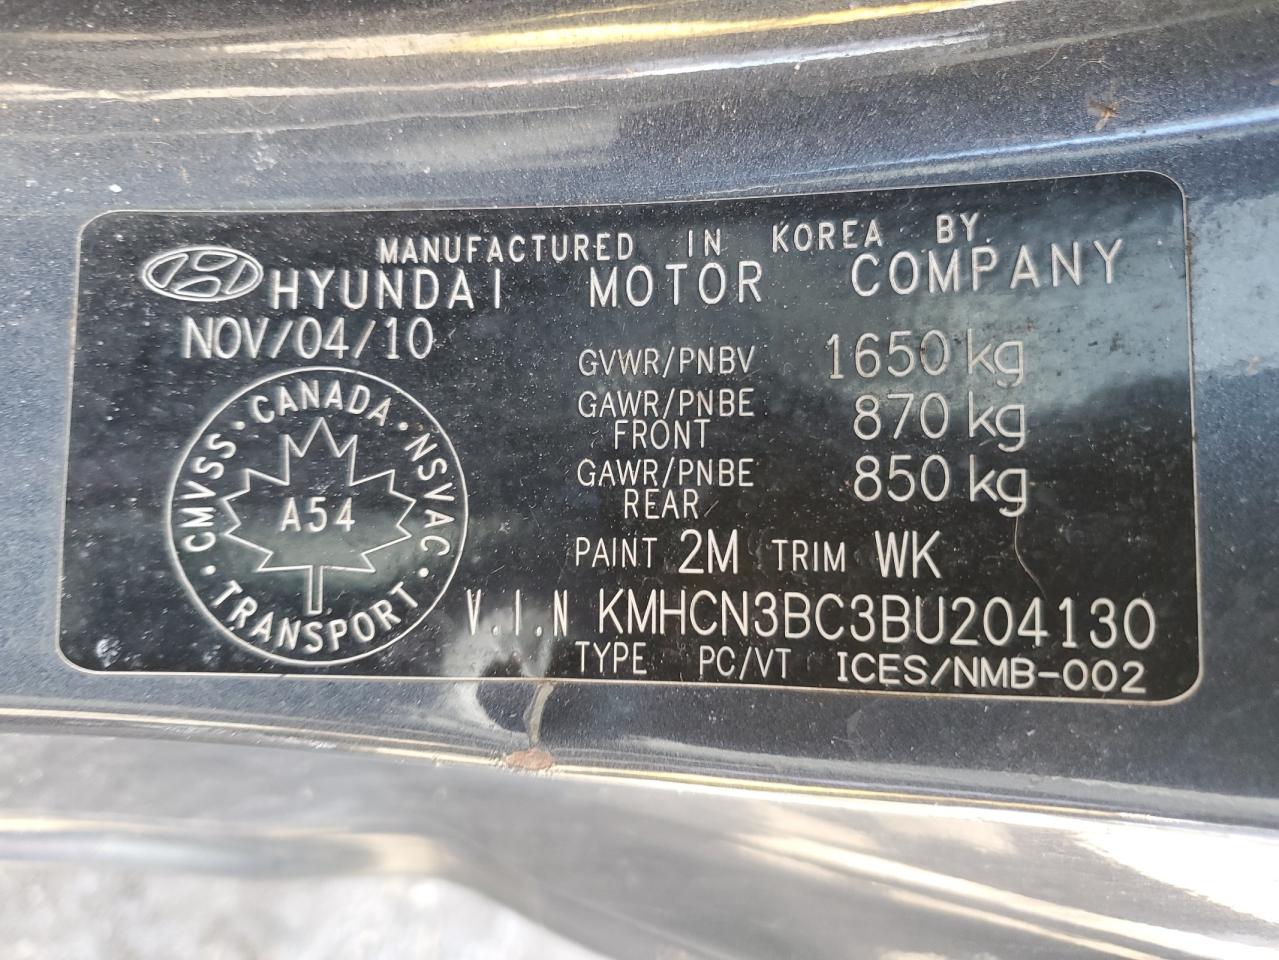 MANUFACTURED IN KOREA BY
HYUNDAI MOTOR COMPANY
NOV/04/10
GVWR/PNBV 1650 kg
GAWR/PNBE FRONT 870 kg
GAWR/PNBE REAR 850 kg
CMVSS · CANADA · NSVAC · TRANSPORT ·
A54
PAINT 2M TRIM WK
V.I.N KMHCN3BC3BU204130
TYPE PC/VT ICES/NMB-002